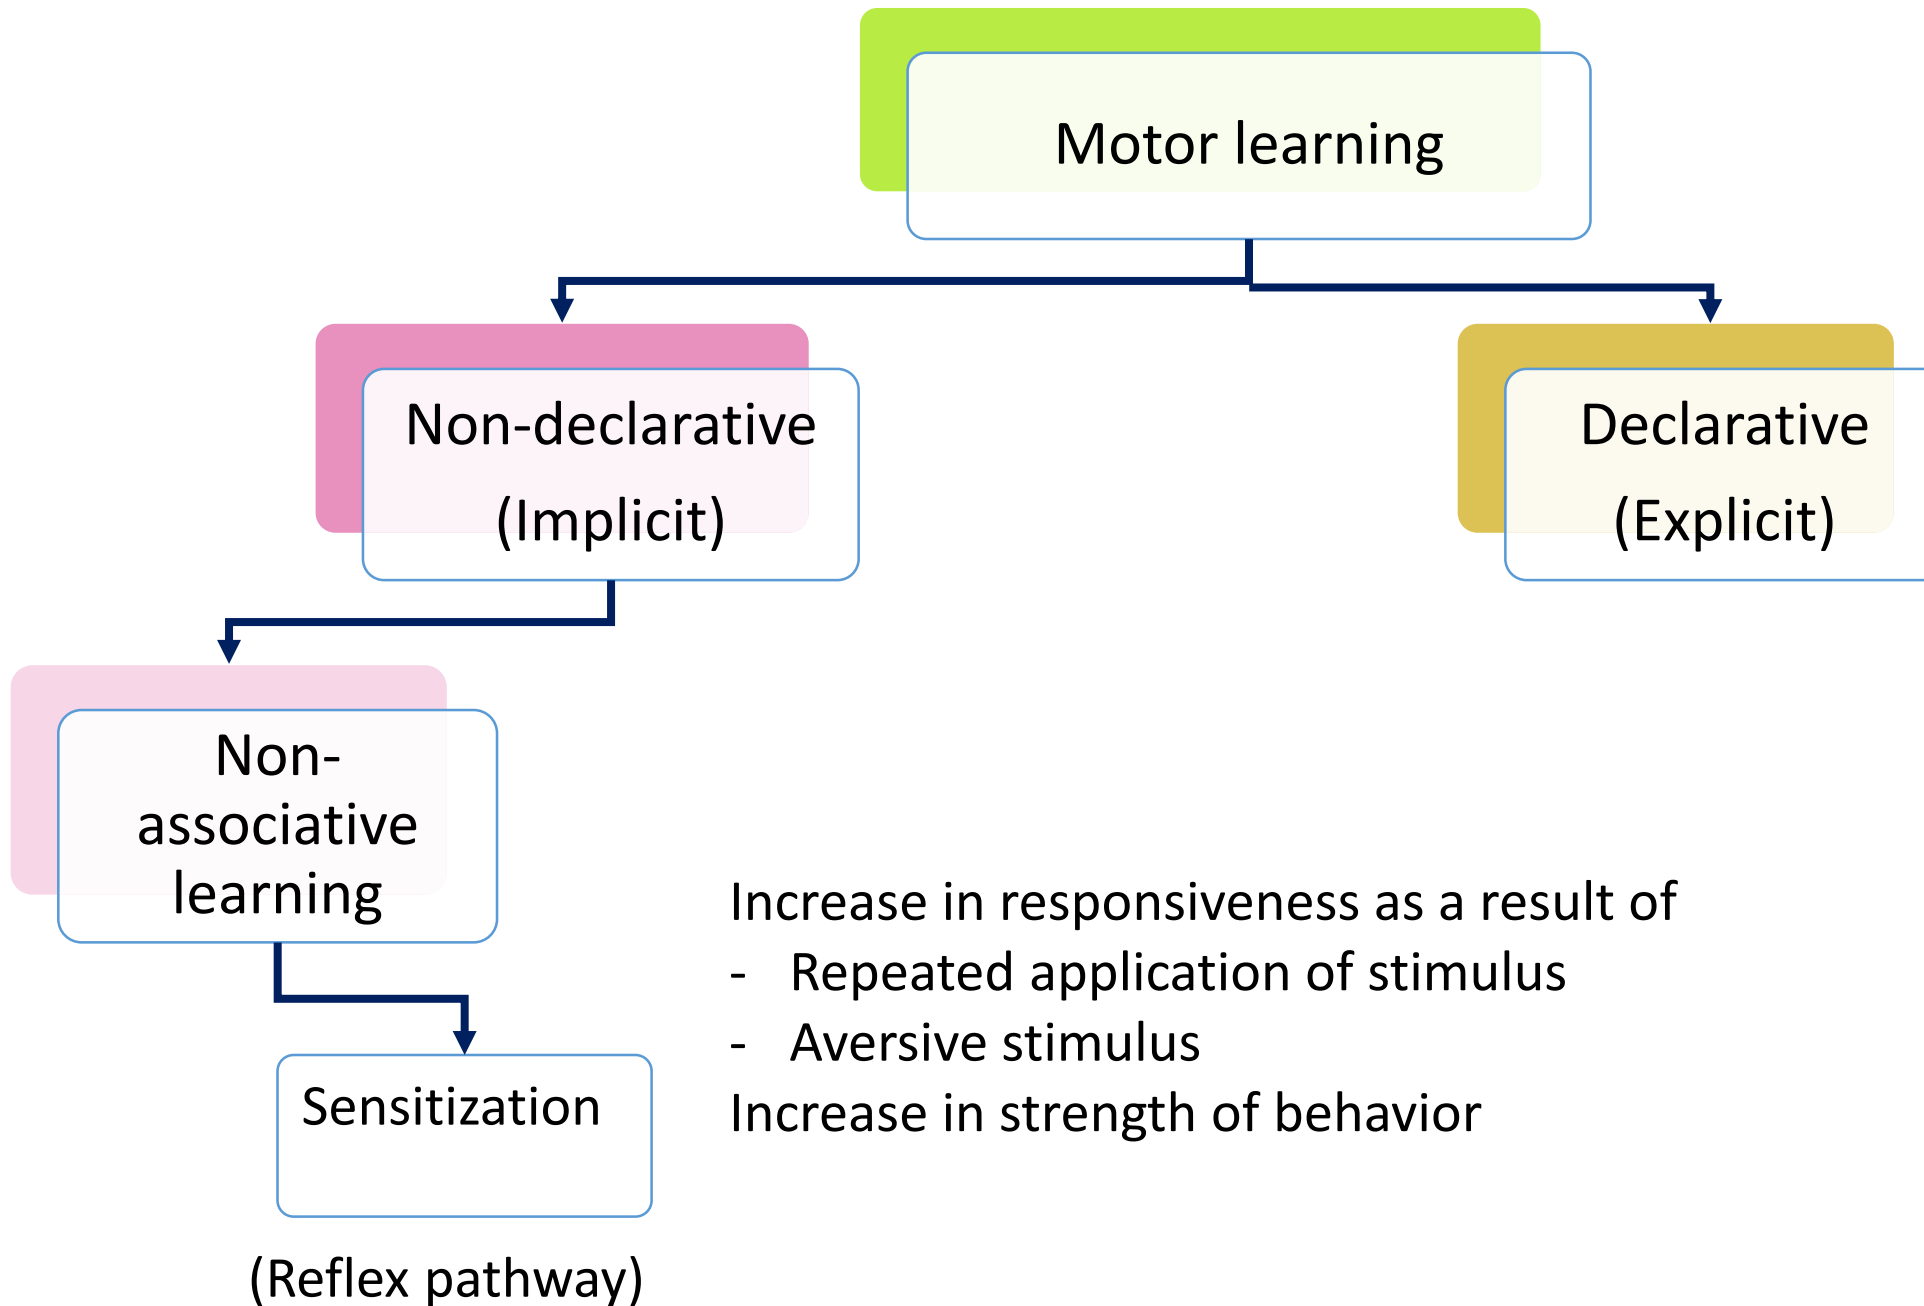 Motor learning
Non-declarative
(Implicit)
Declarative
(Explicit)
Non-
associative
learning
Increase in responsiveness as a result of
- Repeated application of stimulus
- Aversive stimulus
Increase in strength of behavior
Sensitization
(Reflex pathway)